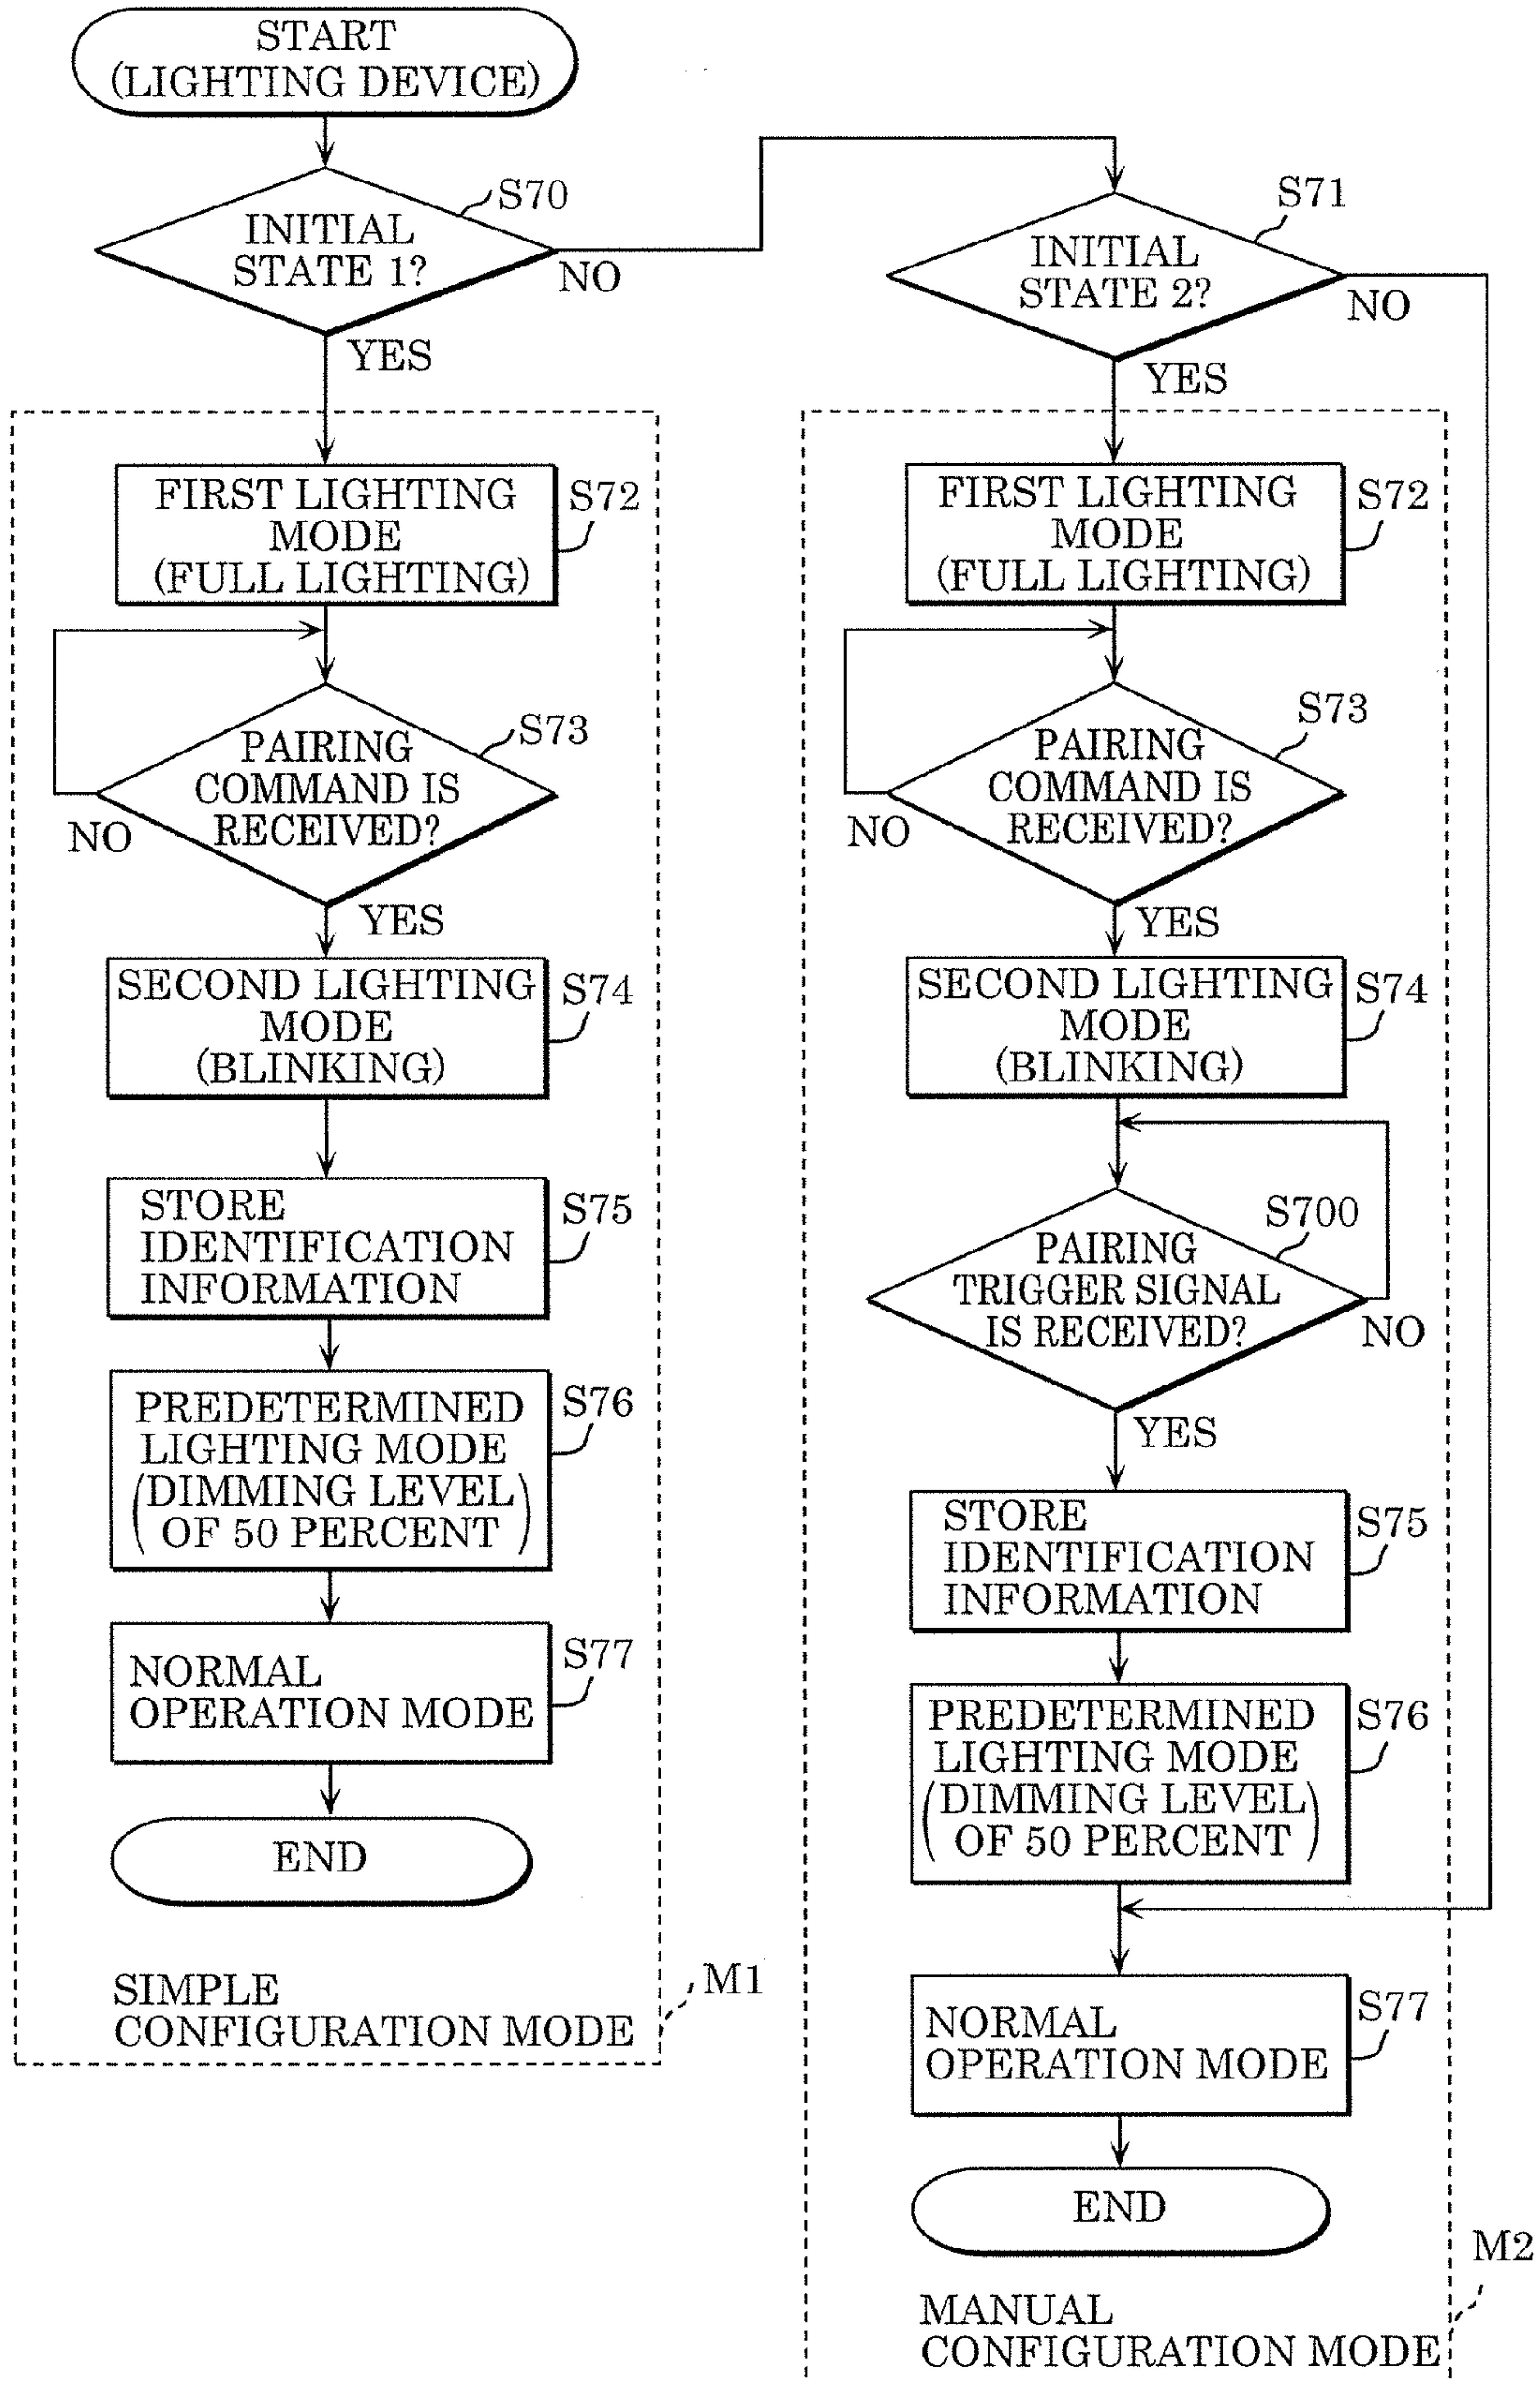 START
(LIGHTING DEVICE)
S70
INITIAL
STATE 1?
NO
YES
FIRST LIGHTING
MODE
(FULL LIGHTING)
S72
S73
PAIRING
COMMAND IS
RECEIVED?
NO
YES
SECOND LIGHTING
MODE
(BLINKING)
S74
STORE
IDENTIFICATION
INFORMATION
S75
PREDETERMINED
LIGHTING MODE
(DIMMING LEVEL
OF 50 PERCENT)
S76
NORMAL
OPERATION MODE
S77
END
SIMPLE
CONFIGURATION MODE
M1
S71
INITIAL
STATE 2?
NO
YES
FIRST LIGHTING
MODE
(FULL LIGHTING)
S72
S73
PAIRING
COMMAND IS
RECEIVED?
NO
YES
SECOND LIGHTING
MODE
(BLINKING)
S74
S700
PAIRING
TRIGGER SIGNAL
IS RECEIVED?
NO
YES
STORE
IDENTIFICATION
INFORMATION
S75
PREDETERMINED
LIGHTING MODE
(DIMMING LEVEL
OF 50 PERCENT)
S76
NORMAL
OPERATION MODE
S77
END
MANUAL
CONFIGURATION MODE
M2